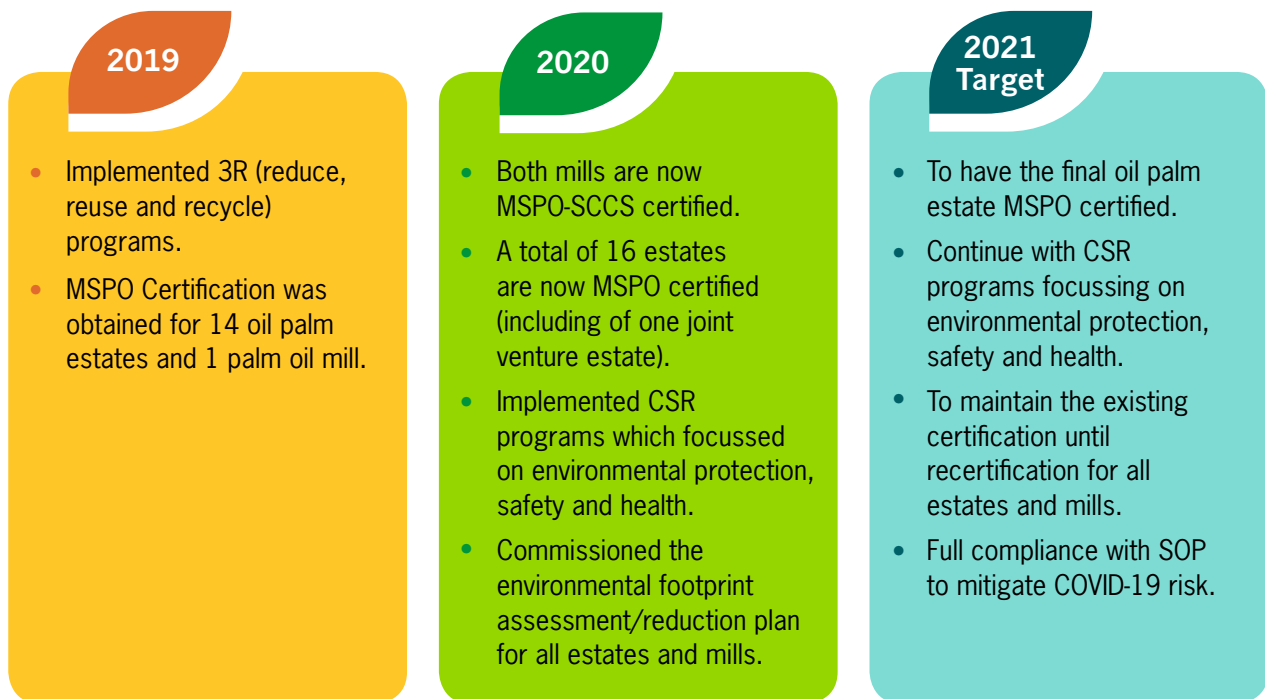 2019
• Implemented 3R (reduce,
reuse and recycle)
programs.
• MSPO Certification was
obtained for 14 oil palm
estates and 1 palm oil mill.
2020
• Both mills are now
MSPO-SCCS certified.
• A total of 16 estates
are now MSPO certified
(including of one joint
venture estate).
• Implemented CSR
programs which focussed
on environmental protection,
safety and health.
• Commissioned the
environmental footprint
assessment/reduction plan
for all estates and mills.
2021
Target
• To have the final oil palm
estate MSPO certified.
• Continue with CSR
programs focussing on
environmental protection,
safety and health.
• To maintain the existing
certification until
recertification for all
estates and mills.
• Full compliance with SOP
to mitigate COVID-19 risk.